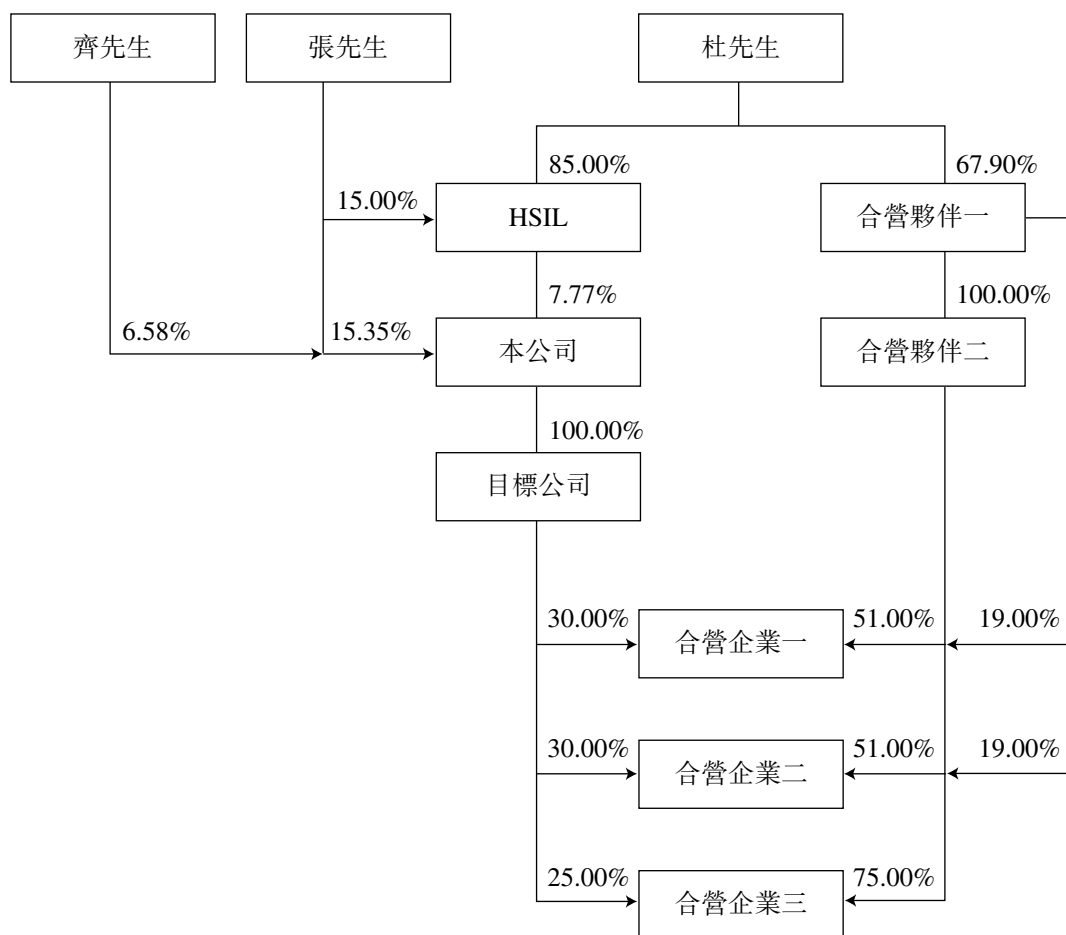 齊先生
張先生
杜先生
85.00%
67.90%
15.00%
HSIL
合營夥伴一
7.77%
100.00%
6.58%
15.35%
本公司
合營夥伴二
100.00%
目標公司
30.00%
合營企業一
51.00%
19.00%
30.00%
合營企業二
51.00%
19.00%
25.00%
合營企業三
75.00%